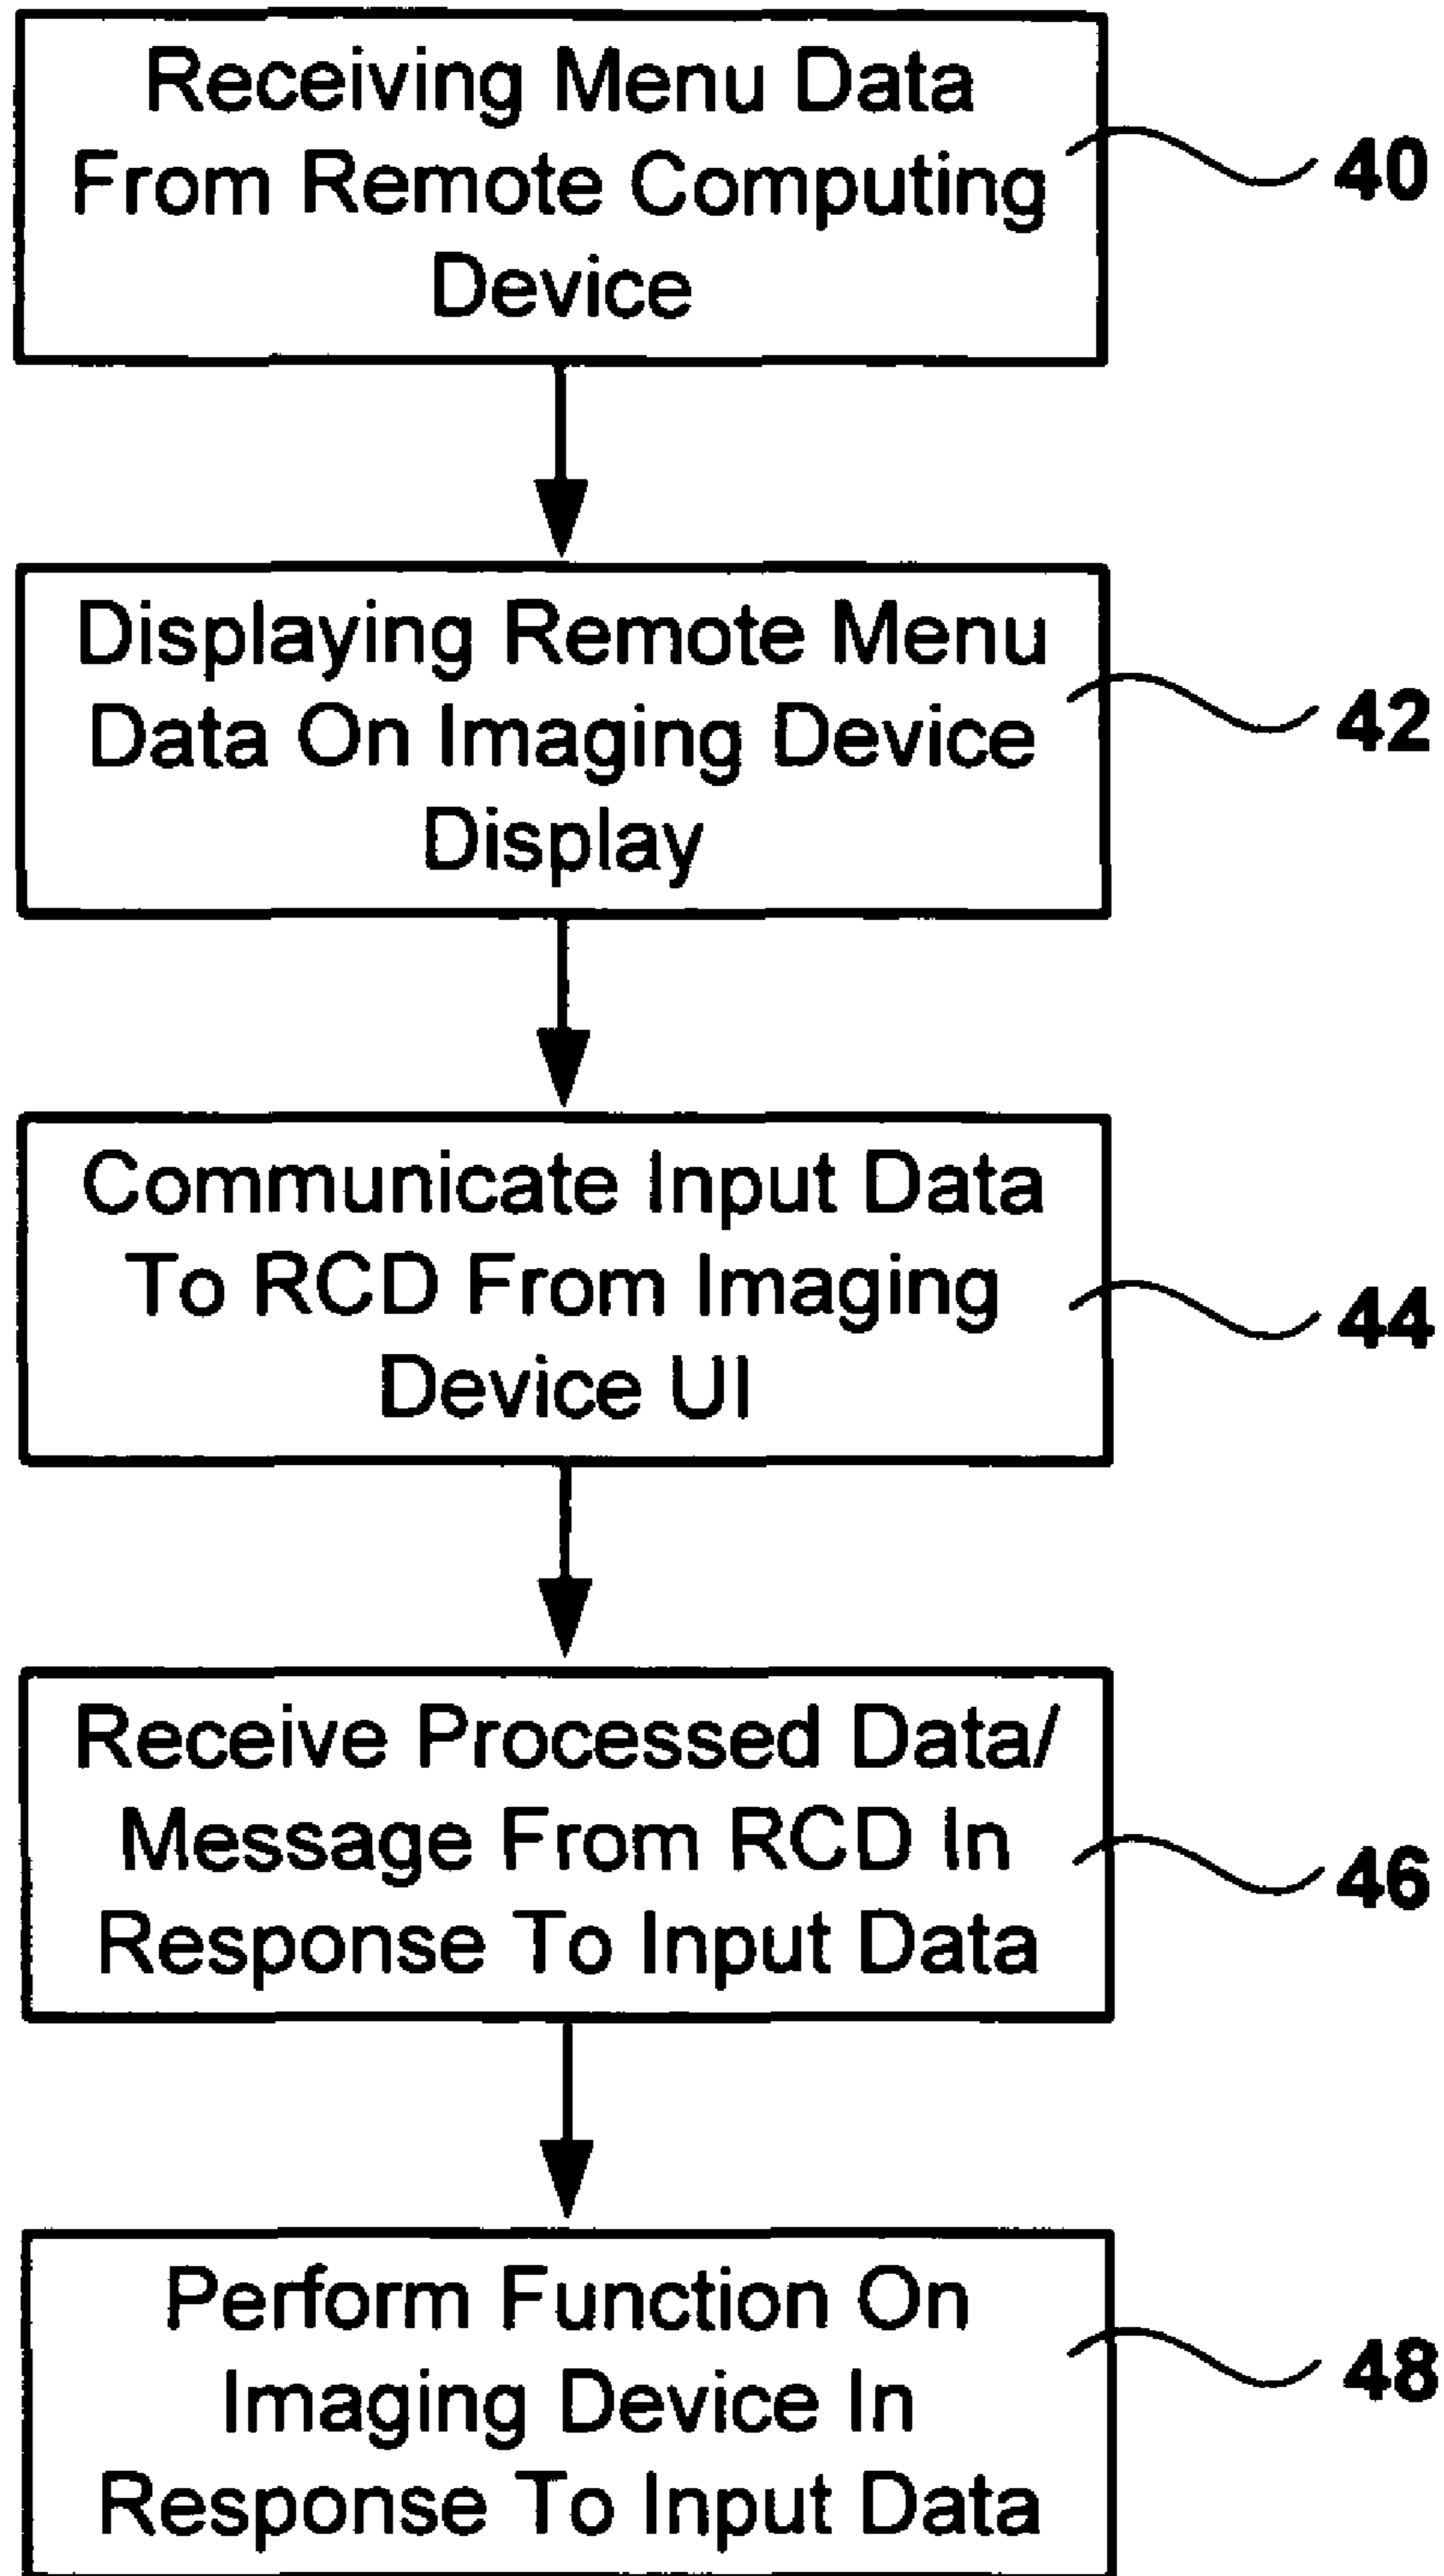 Receiving Menu Data
From Remote Computing
Device
40
Displaying Remote Menu
Data On Imaging Device
Display
42
Communicate Input Data
To RCD From Imaging
Device UI
44
Receive Processed Data/
Message From RCD In
Response To Input Data
46
Perform Function On
Imaging Device In
Response To Input Data
48